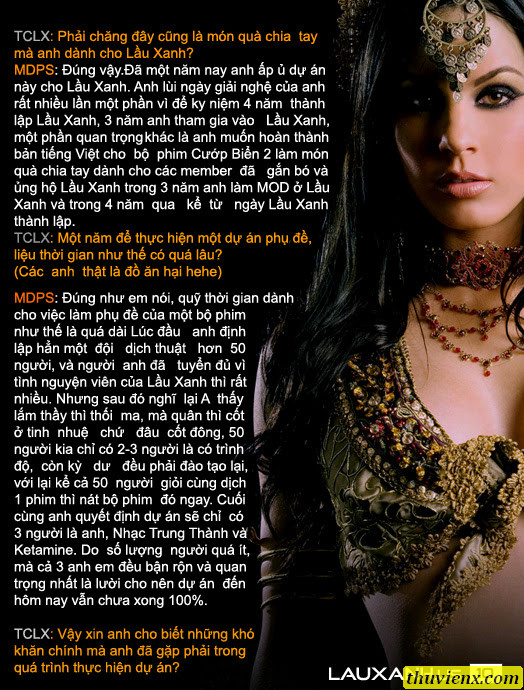 TCLX: Phải chăng đây cũng là món quà chia tay
mà anh dành cho Lầu Xanh?
MDPS: Đúng vậy.Đã một năm nay anh ấp ủ dự án
này cho Lầu Xanh. Anh lùi ngày giải nghệ của anh
rất nhiều lần một phần vì để kỷ niệm 4 năm thành
lập Lầu Xanh, 3 năm anh tham gia vào Lầu Xanh,
một phần quan trọng khác là anh muốn hoàn thành
bản tiếng Việt cho bộ phim Cướp Biển 2 làm món
quà chia tay dành cho các member đã gắn bó và
ủng hộ Lầu Xanh trong 3 năm anh làm MOD ở Lầu
Xanh và trong 4 năm qua kể từ ngày Lầu Xanh
thành lập.
TCLX: Một năm để thực hiện một dự án phụ đề,
liệu thời gian như thế có quá lâu?
(Các anh thật là đồ ăn hại hehe)
MDPS: Đúng như em nói, quỹ thời gian dành
cho việc làm phụ đề của một bộ phim
như thế là quá dài Lúc đầu anh định
lập hẳn một đội dịch thuật hơn 50
người, và người anh đã tuyển đủ vì
tình nguyện viên của Lầu Xanh thì rất
nhiều. Nhưng sau đó nghĩ lại A thấy
lắm thầy thì thối ma, mà quân thì cốt
ở tinh nhuệ chứ đâu cốt đông, 50
người kia chỉ có 2-3 người là có trình
độ, còn kỳ dư đều phải đào tạo lại,
với lại kể cả 50 người giỏi cùng dịch
1 phim thì nát bộ phim đó ngay. Cuối
cùng anh quyết định dự án sẽ chỉ có
3 người là anh, Nhạc Trung Thành và
Ketamine. Do số lượng người quá ít,
mà cả 3 anh em đều bận rộn và quan
trọng nhất là lười cho nên dự án đến
hôm nay vẫn chưa xong 100%.
TCLX: Vậy xin anh cho biết những khó
khăn chính mà anh đã gặp phải trong
quá trình thực hiện dự án?
thuvienx.com